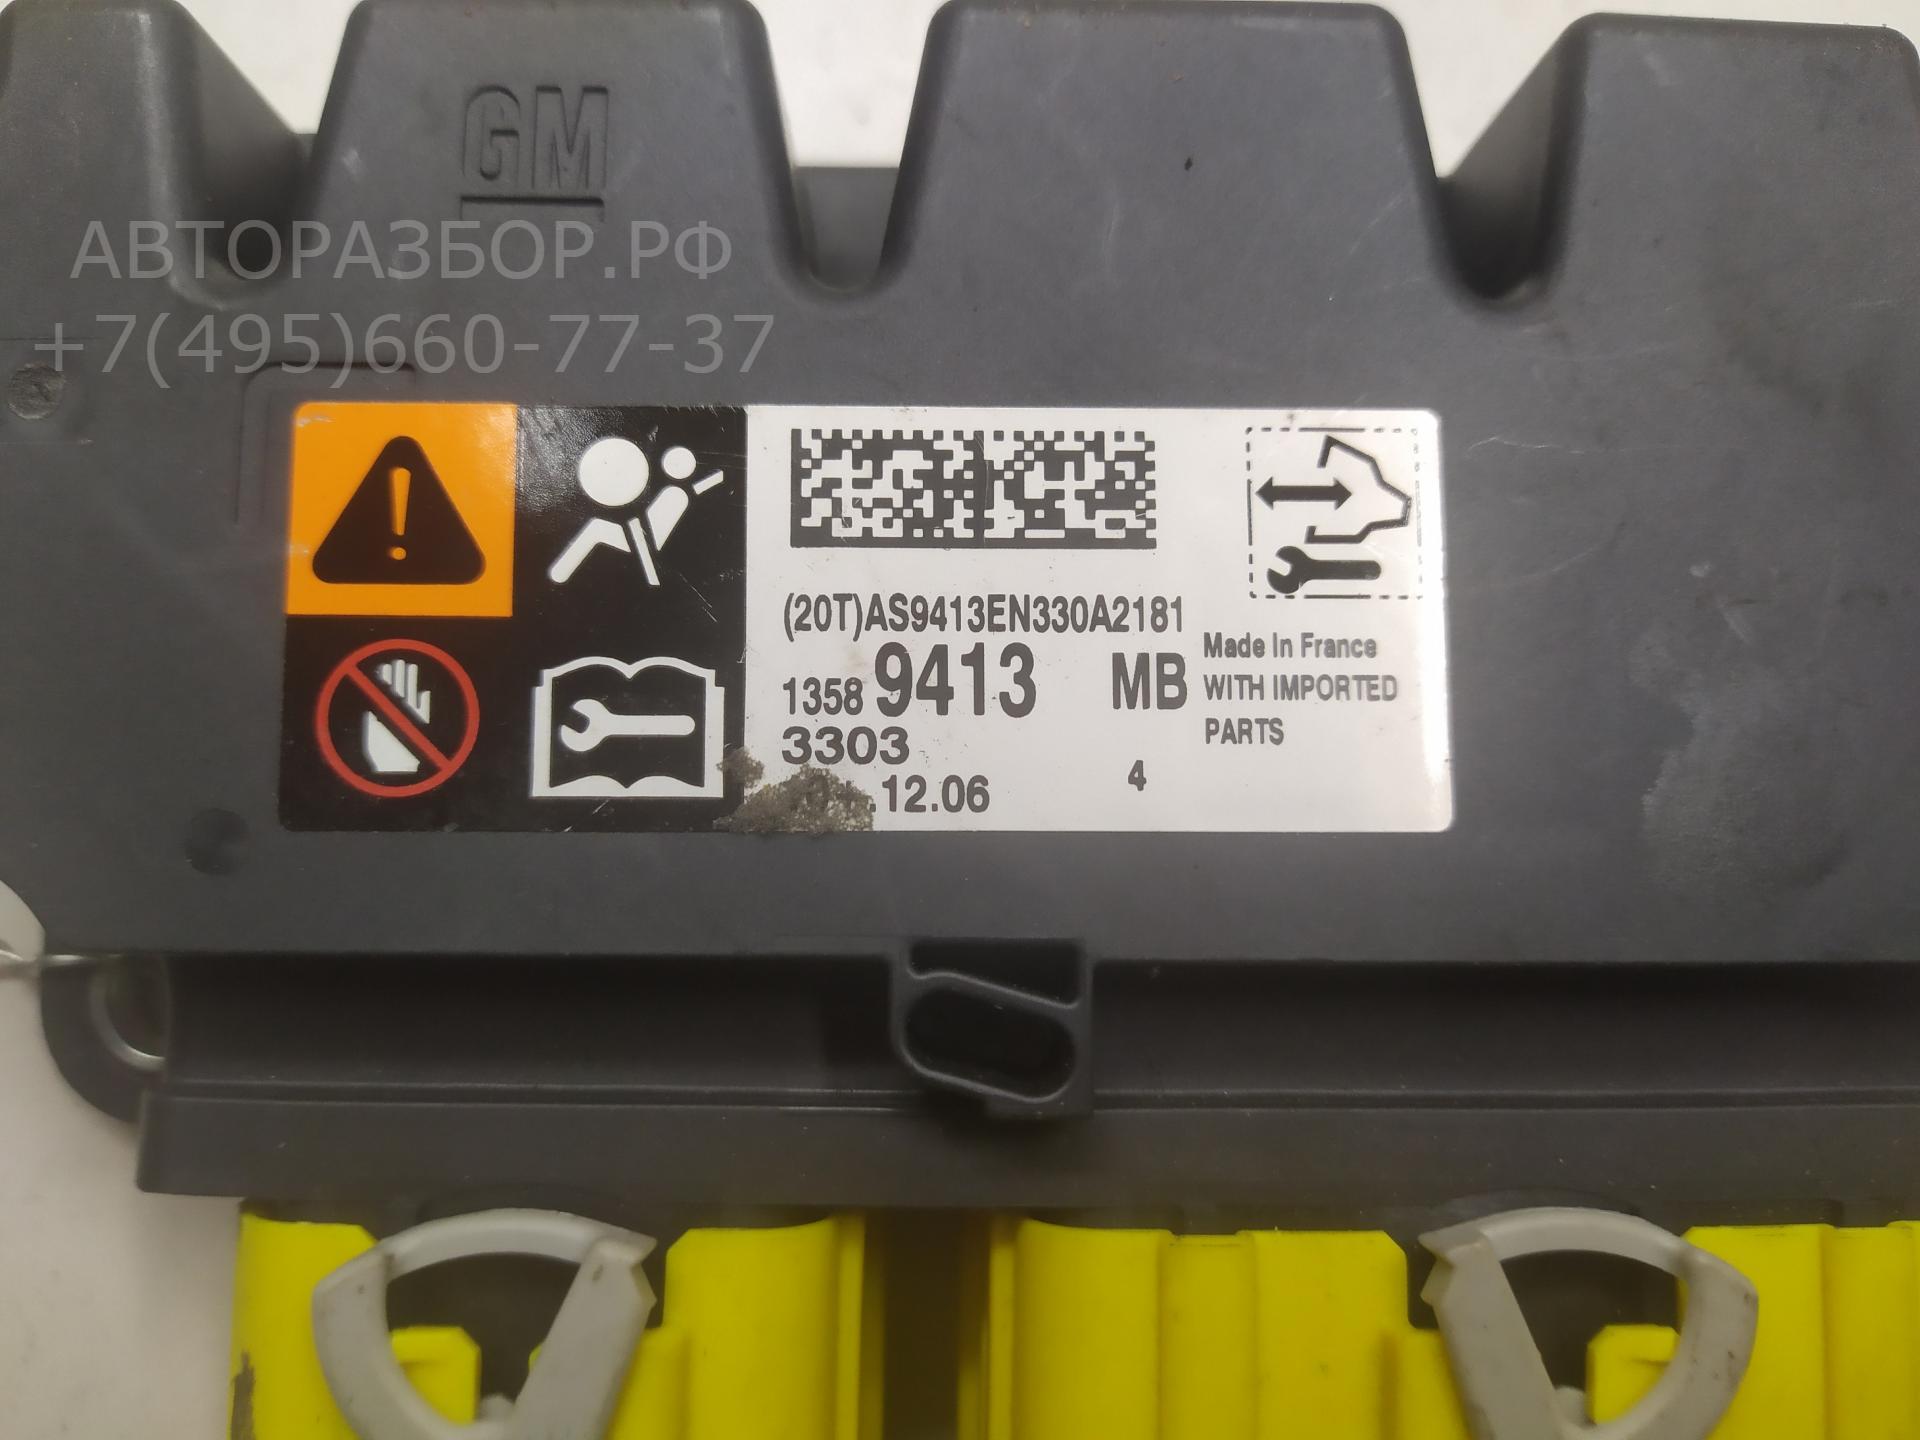 GM
АВТОРАЗБОР.РФ
+7(495)660-77-37
(20T)AS9413EN330A2181
1358 9413 MB
3303
.12.06 4
Made In France
WITH IMPORTED
PARTS